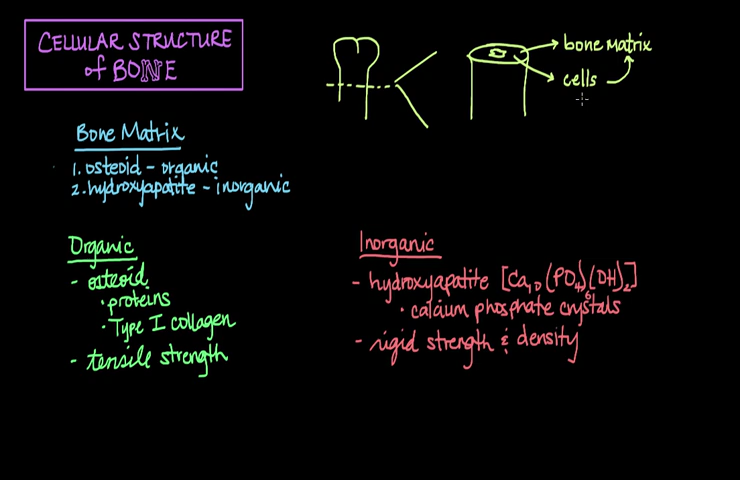 CELLULAR STRUCTURE
of BONE
bone matrix
cells
Bone Matrix
1. osteoid - organic
2. hydroxyapatite - inorganic
Organic
- osteoid
• proteins
• Type I collagen
- tensile strength
Inorganic
- hydroxyapatite [Ca10(PO4)6(OH)2]
• calcium phosphate crystals
- rigid strength & density